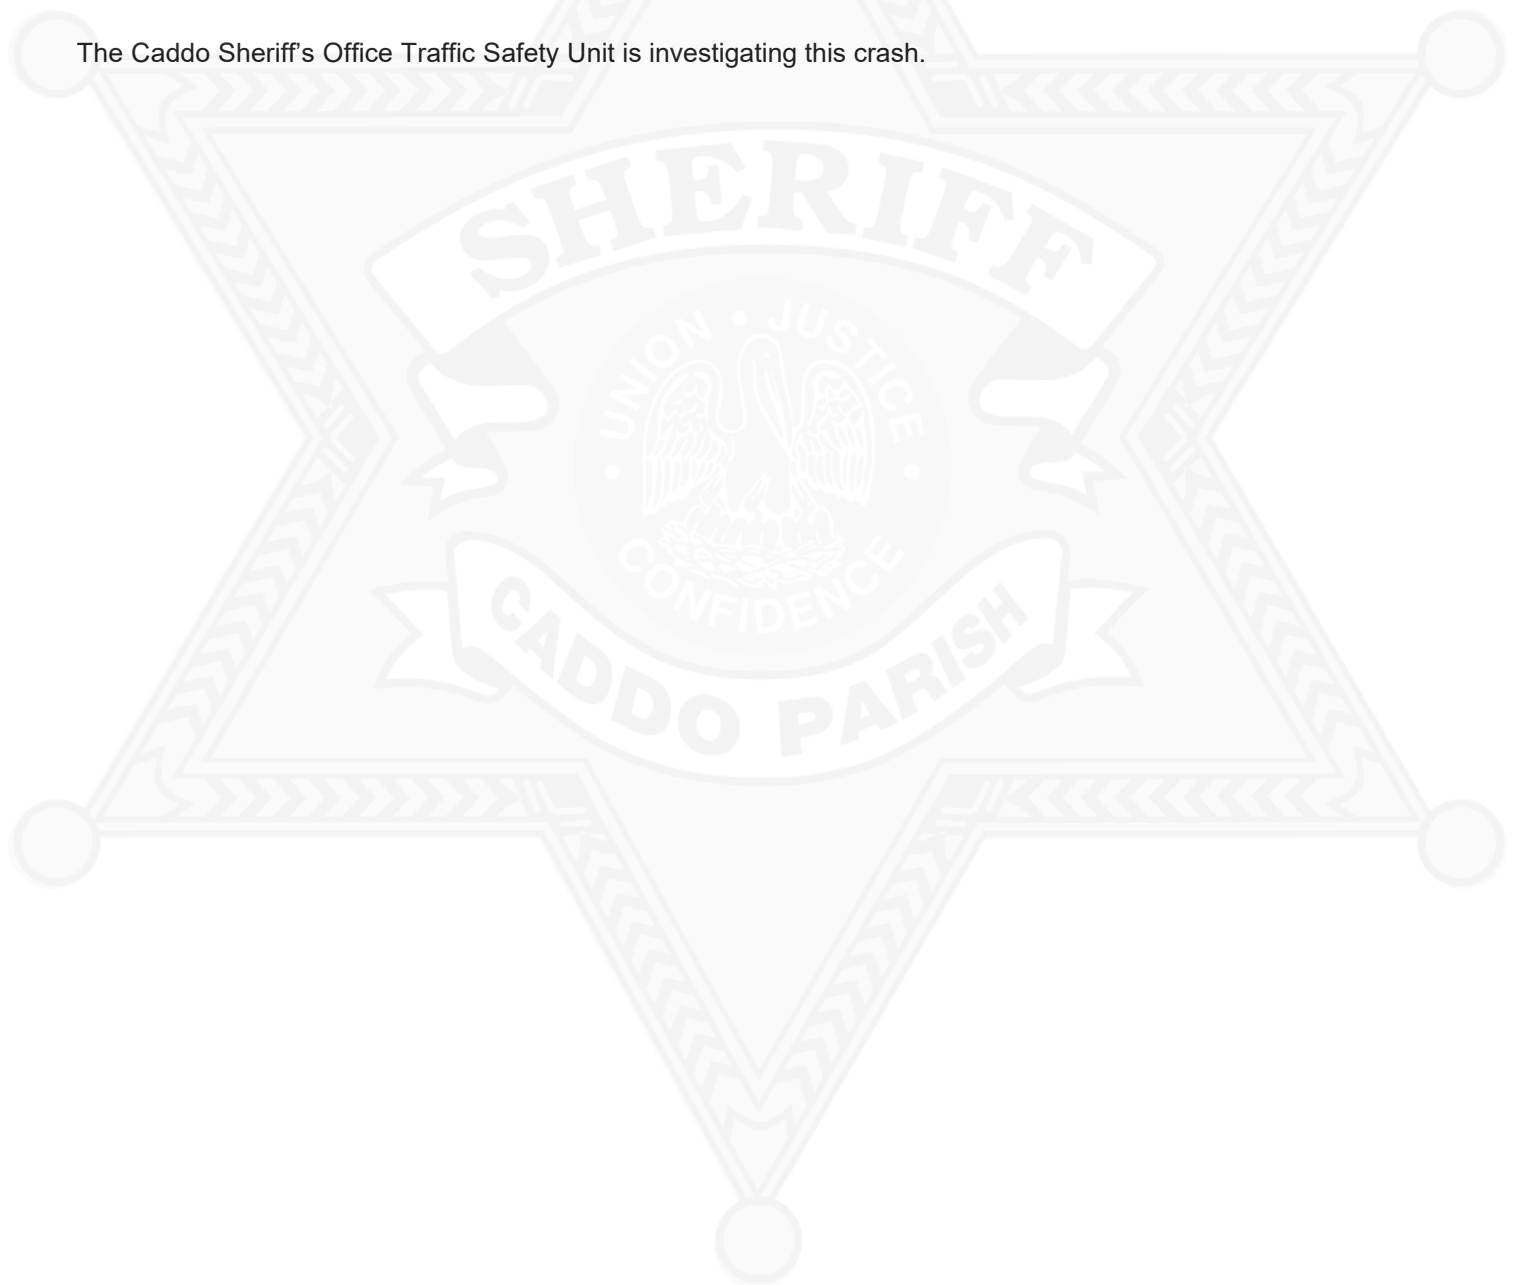 The Caddo Sheriff’s Office Traffic Safety Unit is investigating this crash.
SHERIFF
UNION • JUSTICE
• CONFIDENCE •
CADDO PARISH